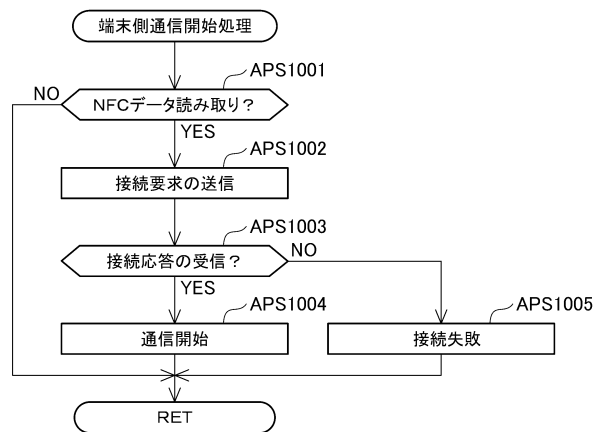 端末側通信開始処理
APS1001
NO
NFCデータ読み取り?
YES
APS1002
接続要求の送信
APS1003
接続応答の受信?
NO
YES
APS1004
APS1005
通信開始
接続失敗
RET